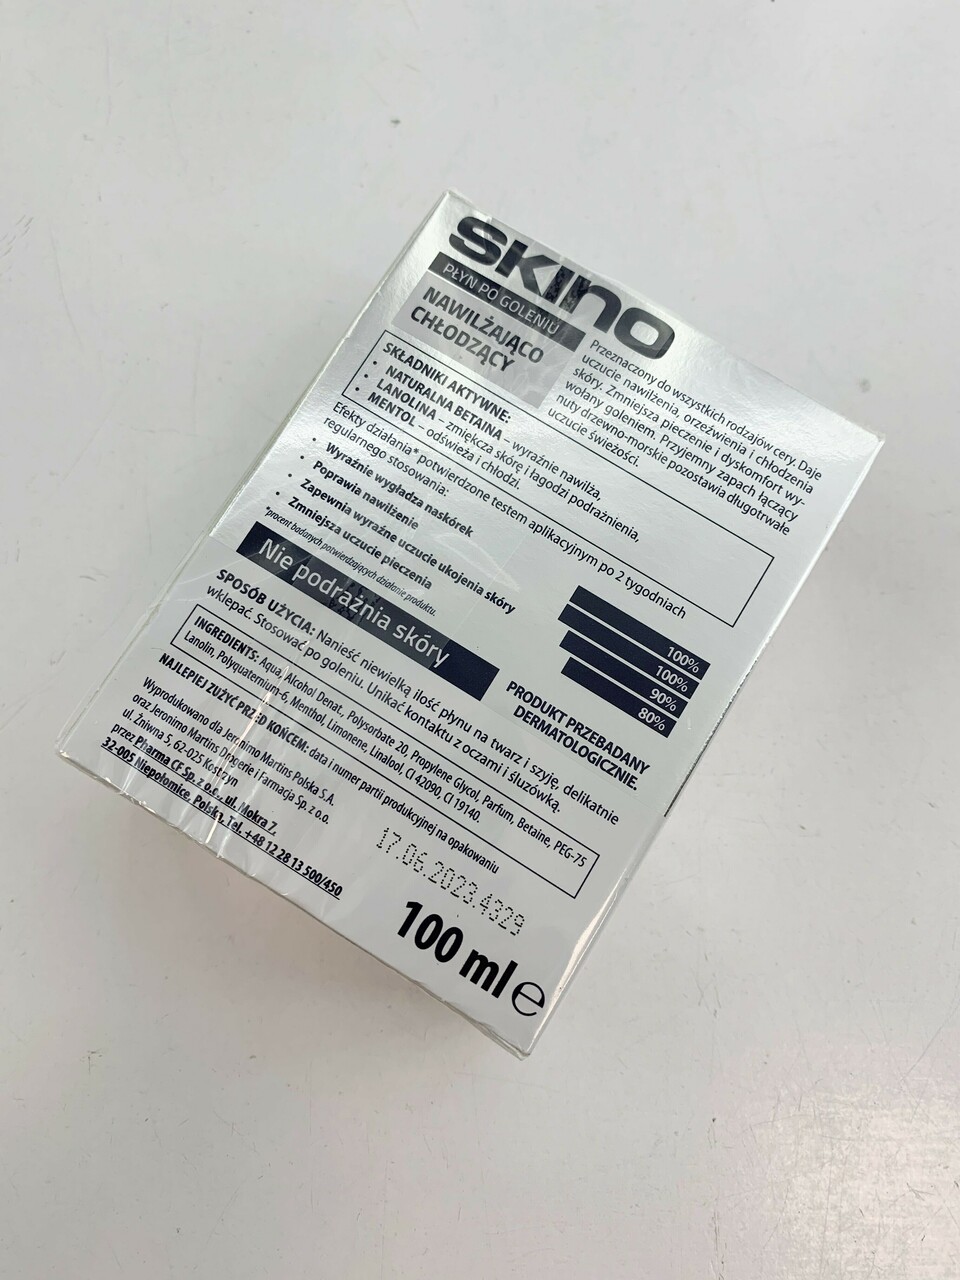 SKINO
PŁYN PO GOLENIU
NAWILŻAJĄCO
CHŁODZĄCY
Przeznaczony do wszystkich rodzajów cery. Daje
uczucie nawilżenia, orzeźwienia i chłodzenia
skóry. Zmniejsza pieczenie i dyskomfort wy-
wołany goleniem. Przyjemny zapach łączący
nuty drzewno-morskie pozostawia długotrwałe
uczucie świeżości.
SKŁADNIKI AKTYWNE:
• NATURALNA BETAINA – wyraźnie nawilża,
• LANOLINA – zmiękcza skórę i łagodzi podrażnienia,
• MENTOL – odświeża i chłodzi.
Efekty działania* potwierdzone testem aplikacyjnym po 2 tygodniach
regularnego stosowania:
• Wyraźnie wygładza naskórek 100%
• Poprawia nawilżenie 100%
• Zapewnia wyraźne uczucie ukojenia skóry 90%
• Zmniejsza uczucie pieczenia 80%
*procent badanych potwierdzających działanie produktu.
Nie podrażnia skóry
PRODUKT PRZEBADANY
DERMATOLOGICZNIE.
SPOSÓB UŻYCIA: Nanieść niewielką ilość płynu na twarz i szyję, delikatnie
wklepać. Stosować po goleniu. Unikać kontaktu z oczami i śluzówką.
INGREDIENTS: Aqua, Alcohol Denat., Polysorbate 20, Propylene Glycol, Parfum, Betaine, PEG-75
Lanolin, Polyquaternium-6, Menthol, Limonene, Linalool, CI 42090, CI 19140.
NAJLEPIEJ ZUŻYĆ PRZED KOŃCEM: data i numer partii produkcyjnej na opakowaniu
Wyprodukowano dla Jeronimo Martins Polska S.A.
oraz Jeronimo Martins Drogerie i Farmacja Sp. z o.o.
ul. Żniwna 5, 62-025 Kostrzyn
przez Pharma CF Sp. z o.o., ul. Mokra 7,
32-005 Niepołomice, Polska, Tel. +48 12 28 13 500/450
17.06.2023.4329
100 ml e